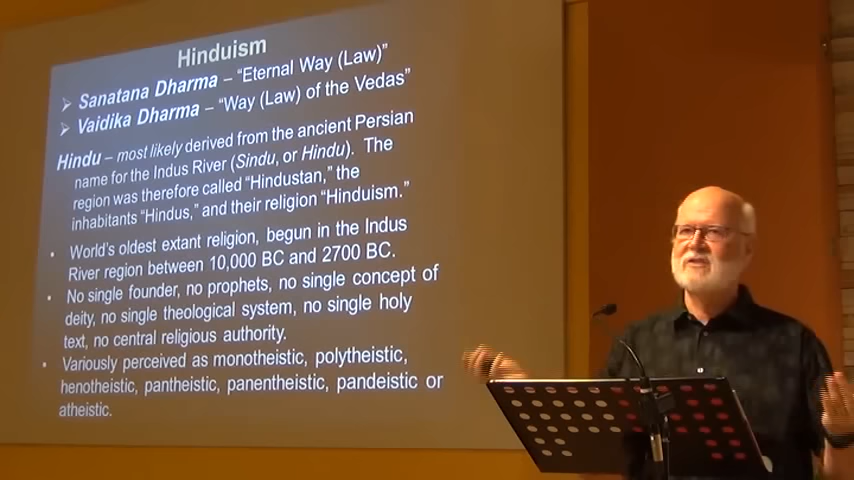 Hinduism
Sanatana Dharma – "Eternal Way (Law)"
Vaidika Dharma – "Way (Law) of the Vedas"
Hindu – most likely derived from the ancient Persian
name for the Indus River (Sindu, or Hindu). The
region was therefore called "Hindustan," the
inhabitants "Hindus," and their religion "Hinduism."
• World's oldest extant religion, begun in the Indus
River region between 10,000 BC and 2700 BC.
• No single founder, no prophets, no single concept of
deity, no single theological system, no single holy
text, no central religious authority.
• Variously perceived as monotheistic, polytheistic,
henotheistic, pantheistic, panentheistic, pandeistic or
atheistic.